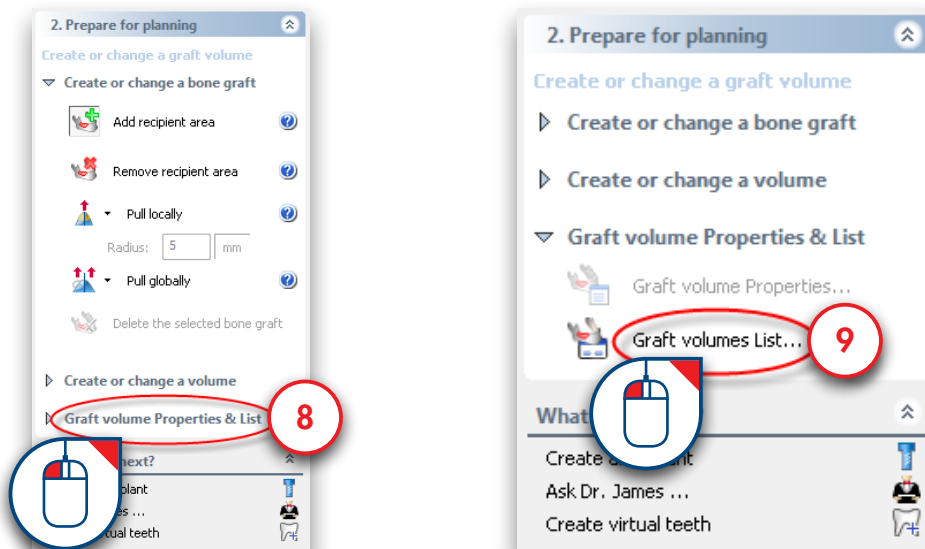 2. Prepare for planning
Create or change a graft volume
Create or change a bone graft
Add recipient area
Remove recipient area
Pull locally
Radius: 5 mm
Pull globally
Delete the selected bone graft
Create or change a volume
Graft volume Properties & List
8
next?
tual teeth
2. Prepare for planning
Create or change a graft volume
Create or change a bone graft
Create or change a volume
Graft volume Properties & List
Graft volume Properties...
Graft volumes List...
9
What
Create
Ask Dr. James ...
Create virtual teeth